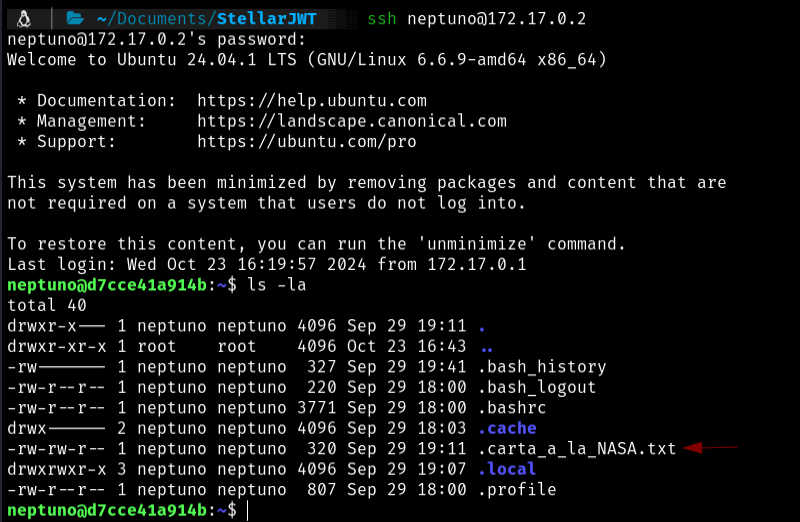 ~/Documents/StellarJWT ssh neptuno@172.17.0.2
neptuno@172.17.0.2's password:
Welcome to Ubuntu 24.04.1 LTS (GNU/Linux 6.6.9-amd64 x86_64)
* Documentation: https://help.ubuntu.com
* Management: https://landscape.canonical.com
* Support: https://ubuntu.com/pro
This system has been minimized by removing packages and content that are
not required on a system that users do not log into.
To restore this content, you can run the 'unminimize' command.
Last login: Wed Oct 23 16:19:57 2024 from 172.17.0.1
neptuno@d7cce41a914b:~$ ls -la
total 40
drwxr-x--- 1 neptuno neptuno 4096 Sep 29 19:11 .
drwxr-xr-x 1 root root 4096 Oct 23 16:43 ..
-rw------- 1 neptuno neptuno 327 Sep 29 19:41 .bash_history
-rw-r--r-- 1 neptuno neptuno 220 Sep 29 18:00 .bash_logout
-rw-r--r-- 1 neptuno neptuno 3771 Sep 29 18:00 .bashrc
drwx------ 2 neptuno neptuno 4096 Sep 29 18:03 .cache
-rw-rw-r-- 1 neptuno neptuno 320 Sep 29 19:11 .carta_a_la_NASA.txt
drwxrwxr-x 3 neptuno neptuno 4096 Sep 29 19:07 .local
-rw-r--r-- 1 neptuno neptuno 807 Sep 29 18:00 .profile
neptuno@d7cce41a914b:~$